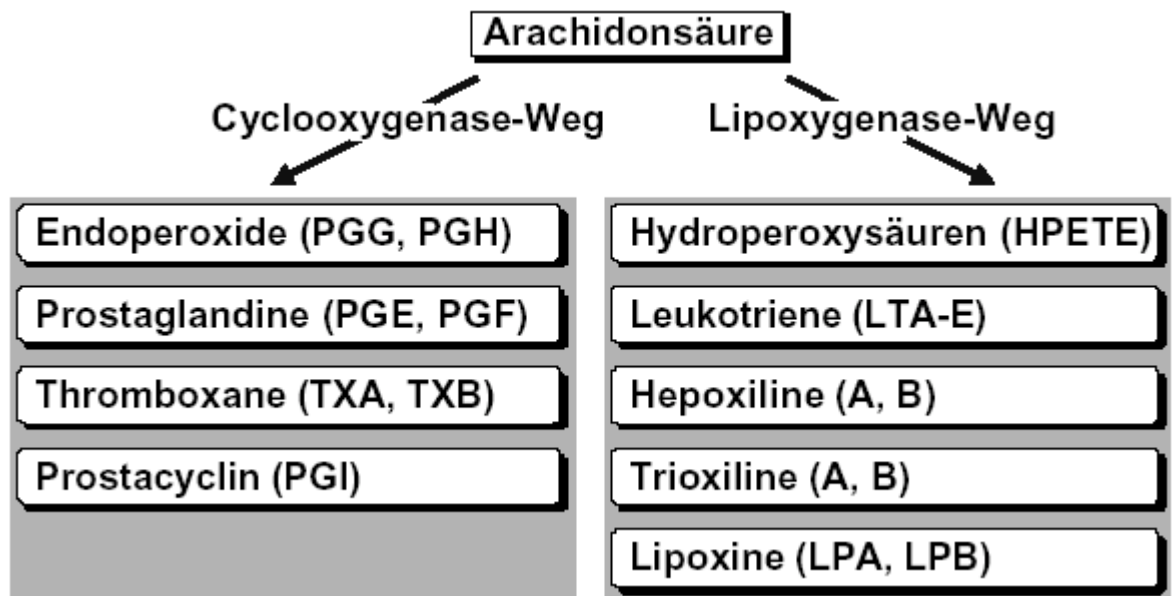 Arachidonsäure
Cyclooxygenase-Weg
Lipoxygenase-Weg
Endoperoxide (PGG, PGH)
Prostaglandine (PGE, PGF)
Thromboxane (TXA, TXB)
Prostacyclin (PGI)
Hydroperoxysäuren (HPETE)
Leukotriene (LTA-E)
Hepoxiline (A, B)
Trioxiline (A, B)
Lipoxine (LPA, LPB)